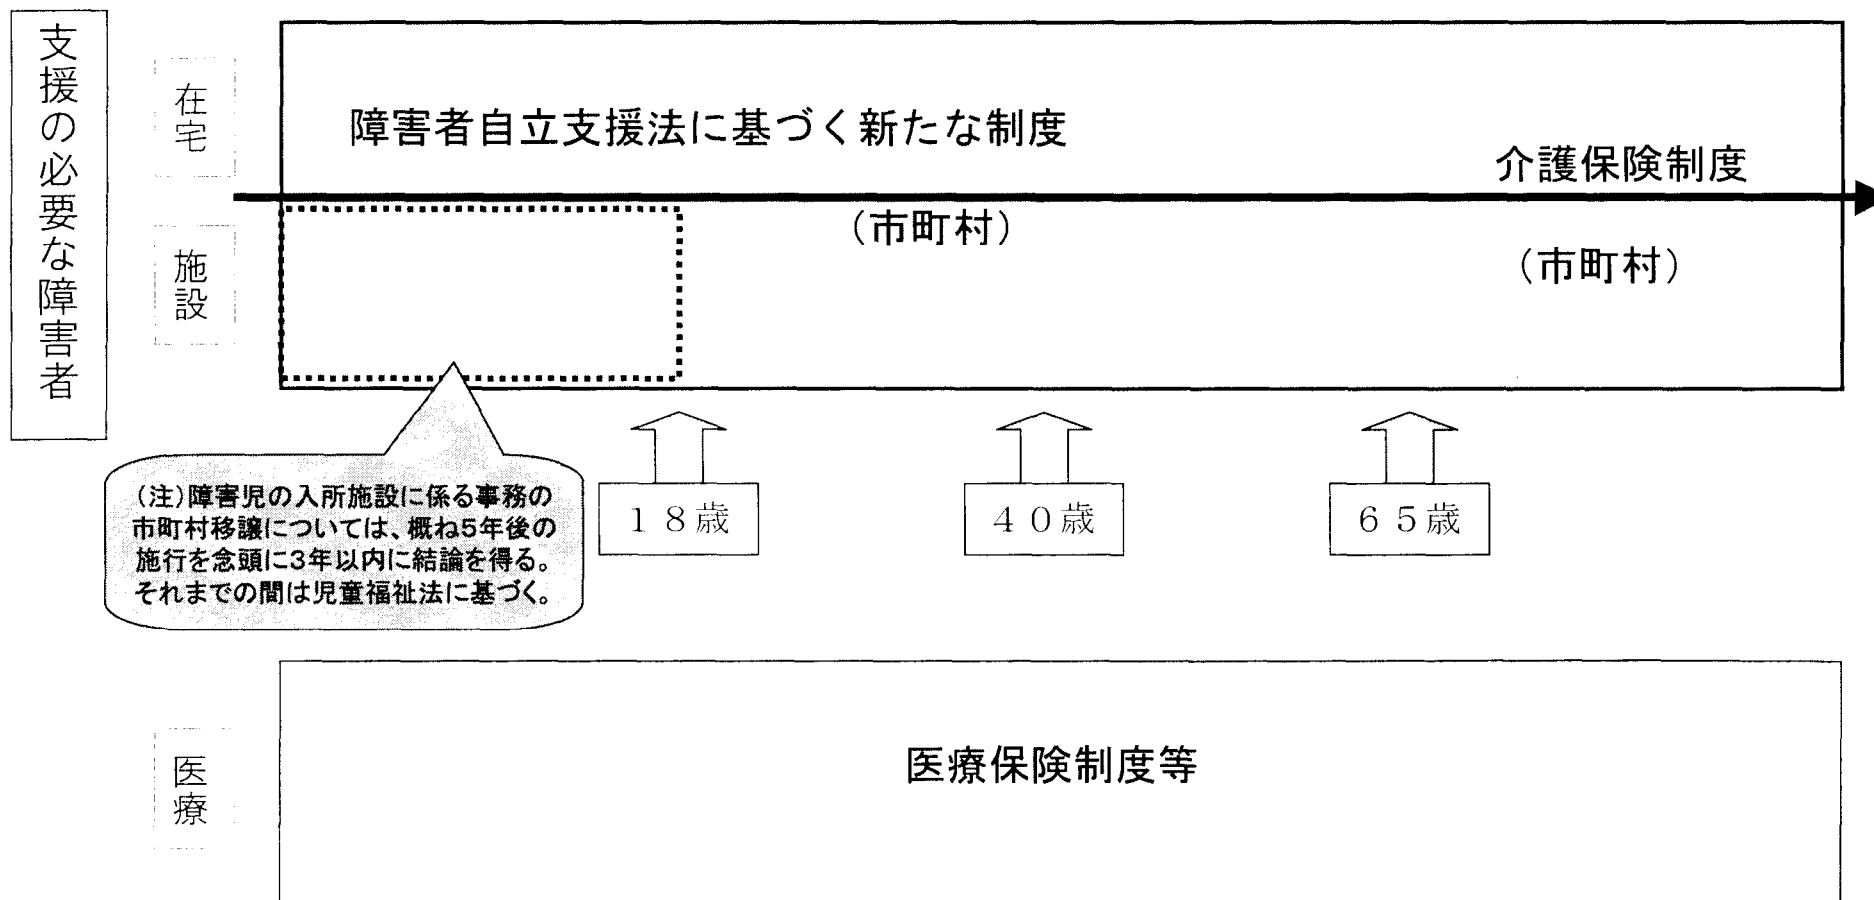 支援の必要な障害者
在宅
障害者自立支援法に基づく新たな制度
介護保険制度
(市町村)
(市町村)
施設
(注)障害児の入所施設に係る事務の
市町村移譲については、概ね5年後の
施行を念頭に3年以内に結論を得る。
それまでの間は児童福祉法に基づく。
18歳
40歳
65歳
医療
医療保険制度等